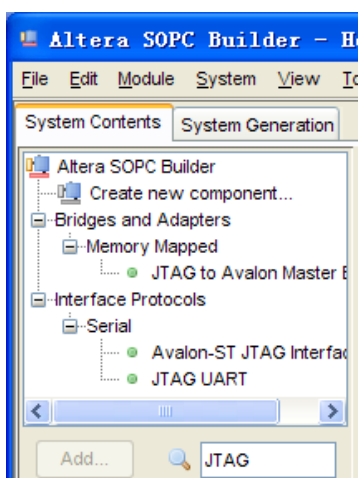 Altera SOPC Builder - H
File Edit Module System View To
System Contents System Generation
Altera SOPC Builder
Create new component...
Bridges and Adapters
Memory Mapped
JTAG to Avalon Master B
Interface Protocols
Serial
Avalon-ST JTAG Interfac
JTAG UART
Add... JTAG